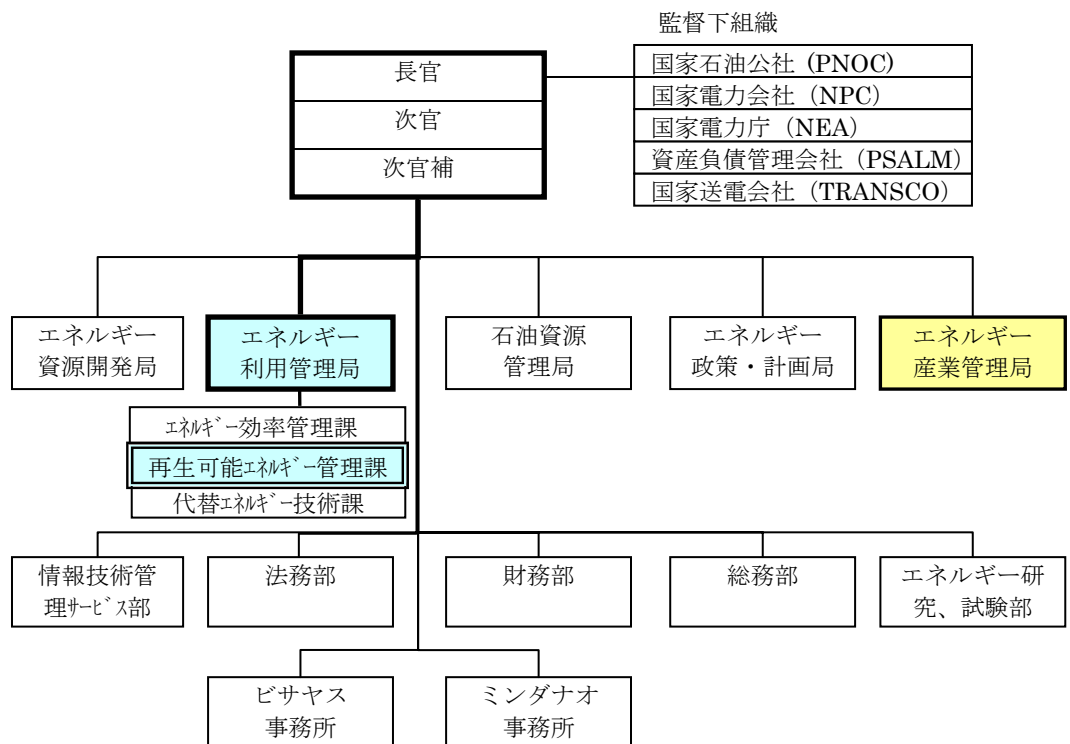 監督下組織
長官
次官
次官補
国家石油公社 (PNOC)
国家電力会社（NPC）
国家電力庁（NEA）
資産負債管理会社（PSALM）
国家送電会社（TRANSCO）
エネルギー
資源開発局
エネルギー
利用管理局
石油資源
管理局
エネルギー
政策・計画局
エネルギー
産業管理局
ｴﾈﾙｷﾞｰ効率管理課
再生可能ｴﾈﾙｷﾞｰ管理課
代替ｴﾈﾙｷﾞｰ技術課
情報技術管
理ｻｰﾋﾞｽ部
法務部
財務部
総務部
エネルギー研
究、試験部
ビサヤス
事務所
ミンダナオ
事務所